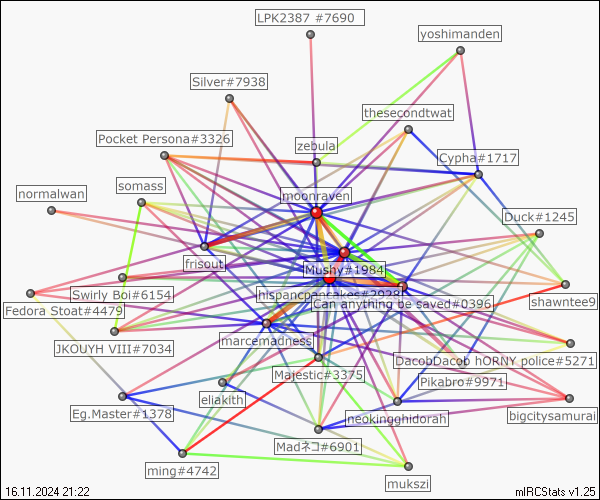 LPK2387 #7690
yoshimanden
Silver#7938
thesecondtwat
Pocket Persona#3326
zebula
Cypha#1717
somass
normalwan
moonraven
Duck#1245
frisout
Mushy#1984
Swirly Boi#6154
hispancpancakes#2928
shawntee9
Fedora Stoat#4479
Can anything be saved#0396
marcemadness
JKOUYH VIII#7034
DacobDacob hORNY police#5271
Majestic#3375
Pikabro#9971
eliakith
Eg.Master#1378
neokingghidorah
bigcitysamurai
Madネコ#6901
ming#4742
mukszi
16.11.2024 21:22
mIRCStats v1.25